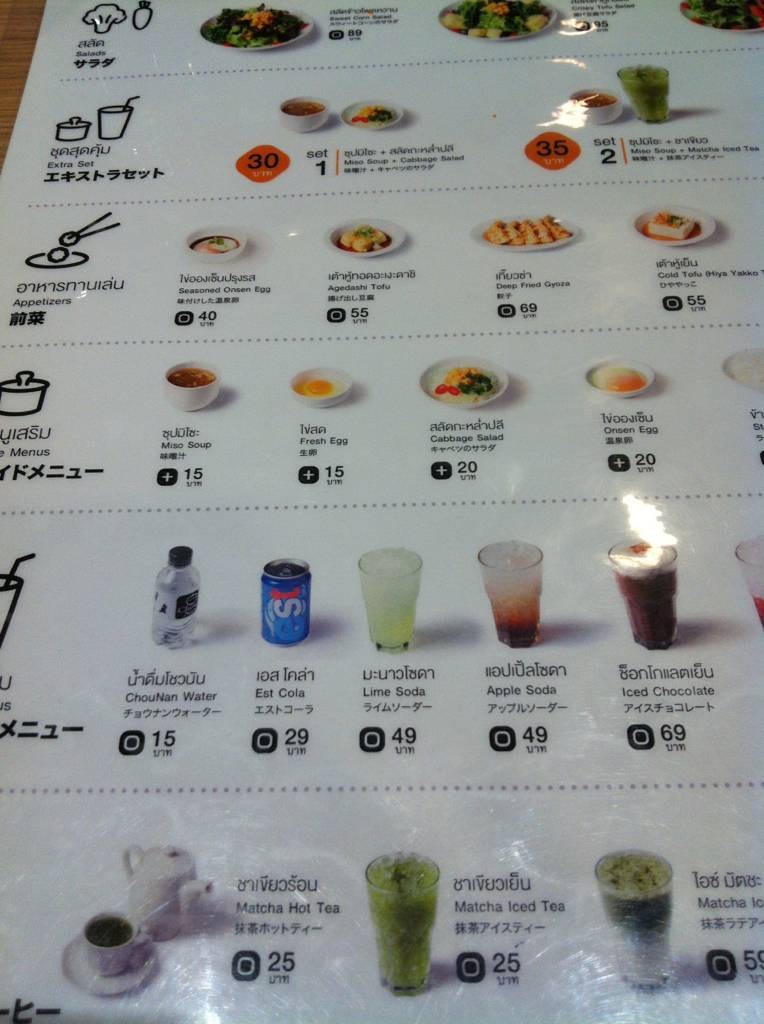 สลัด
Salads
サラダ
สลัดข้าวโพดหวาน
Sweet Corn Salad
スウィートコーンのサラダ
89
บาท
Crispy Tofu Salad
揚げ豆腐サラダ
95
บาท
ชุดสุดคุ้ม
Extra Set
エキストラセット
30
บาท
set
1
ซุปมิโซะ + สลัดกะหล่ำปลี
Miso Soup + Cabbage Salad
味噌汁 + キャベツのサラダ
35
บาท
set
2
ซุปมิโซะ + ชาเขียว
Miso Soup + Matcha Iced Tea
味噌汁 + 抹茶アイスティー
อาหารทานเล่น
Appetizers
前菜
ไข่ออนเซ็นปรุงรส
Seasoned Onsen Egg
味付けした温泉卵
40
บาท
เต้าหู้ทอดอะเงะดาชิ
Agedashi Tofu
揚げ出し豆腐
55
บาท
เกี๊ยวซ่า
Deep Fried Gyoza
餃子
69
บาท
เต้าหู้เย็น
Cold Tofu (Hiya Yakko
ひややっこ
55
บาท
นูเสริม
e Menus
イドメニュー
ซุปมิโซะ
Miso Soup
味噌汁
+ 15
บาท
ไข่สด
Fresh Egg
生卵
+ 15
บาท
สลัดกะหล่ำปลี
Cabbage Salad
キャベツのサラダ
+ 20
บาท
ไข่ออนเซ็น
Onsen Egg
温泉卵
+ 20
บาท
ข้า
St
メニュー
est
น้ำดื่มโชวนัน
ChouNan Water
チョウナンウォーター
15
บาท
เอส โคล่า
Est Cola
エストコーラ
29
บาท
มะนาวโซดา
Lime Soda
ライムソーダー
49
บาท
แอปเปิ้ลโซดา
Apple Soda
アップルソーダー
49
บาท
ช็อกโกแลตเย็น
Iced Chocolate
アイスチョコレート
69
บาท
ーヒー
ชาเขียวร้อน
Matcha Hot Tea
抹茶ホットティー
25
บาท
ชาเขียวเย็น
Matcha Iced Tea
抹茶アイスティー
25
บาท
ไอซ์ มัตชะ
Matcha Ic
抹茶ラテア
59
บาท